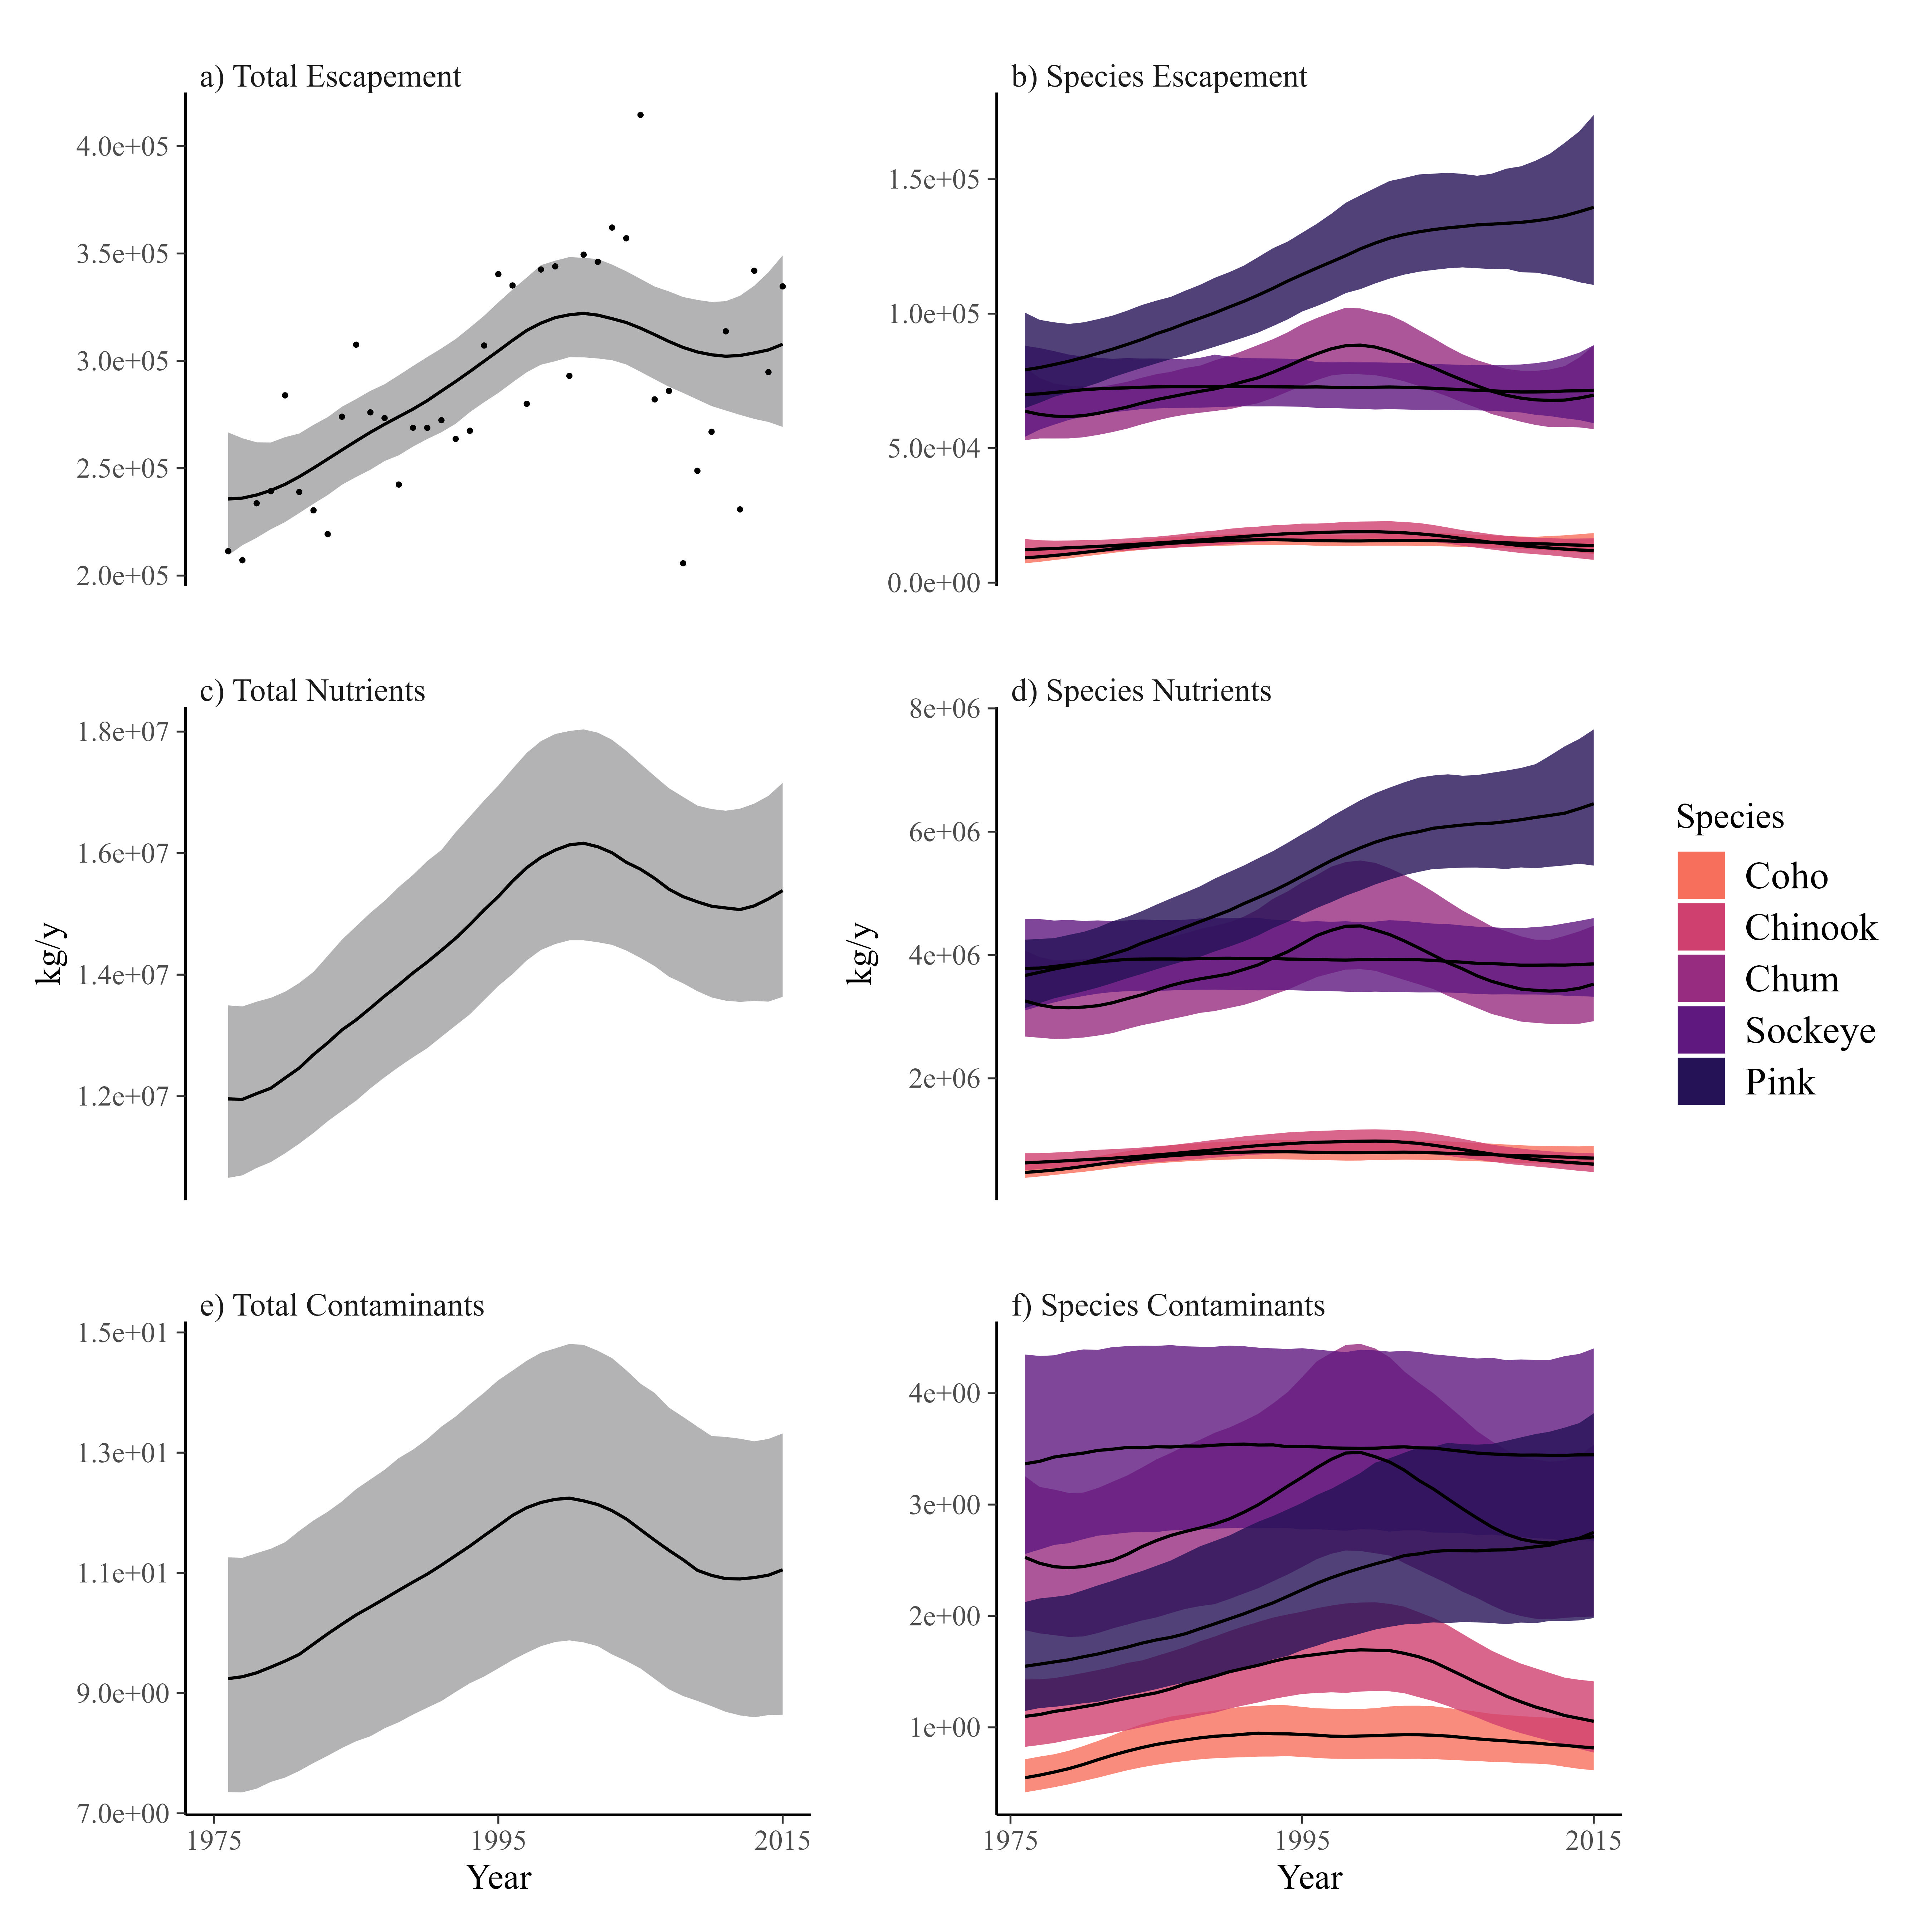 a) Total Escapement
4.0e+05
3.5e+05
3.0e+05
2.5e+05
2.0e+05
b) Species Escapement
1.5e+05
1.0e+05
5.0e+04
0.0e+00
c) Total Nutrients
1.8e+07
1.6e+07
1.4e+07
1.2e+07
kg/y
d) Species Nutrients
8e+06
6e+06
4e+06
2e+06
kg/y
Species
Coho
Chinook
Chum
Sockeye
Pink
e) Total Contaminants
1.5e+01
1.3e+01
1.1e+01
9.0e+00
7.0e+00
1975 1995 2015
Year
f) Species Contaminants
4e+00
3e+00
2e+00
1e+00
1975 1995 2015
Year